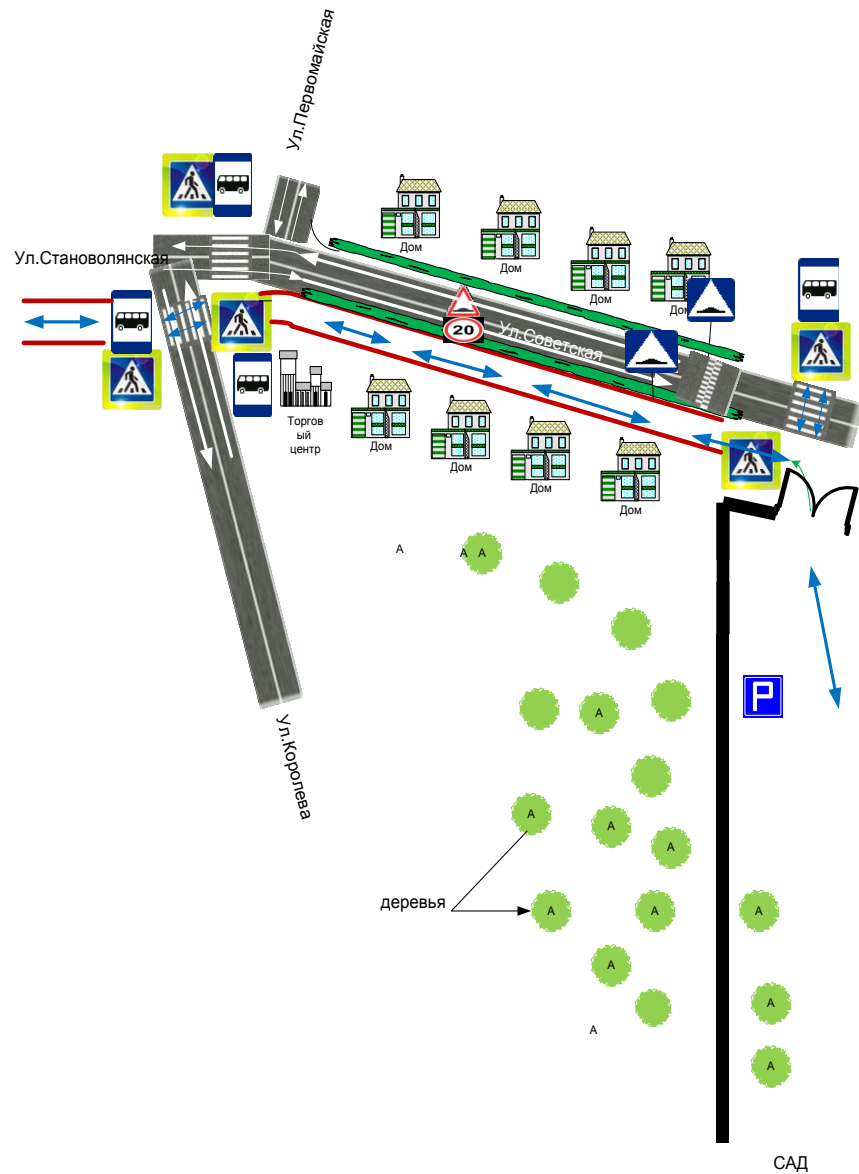 Ул.Первомайская
Дом
Дом
Ул.Становолянская
Дом
Дом
20
Ул.Советская
Торгов
ый
центр
Дом
Дом
Дом
Дом
А
А А
P
А
Ул.Королева
А
А
А
деревья
А
А
А
А
А
А
А
САД